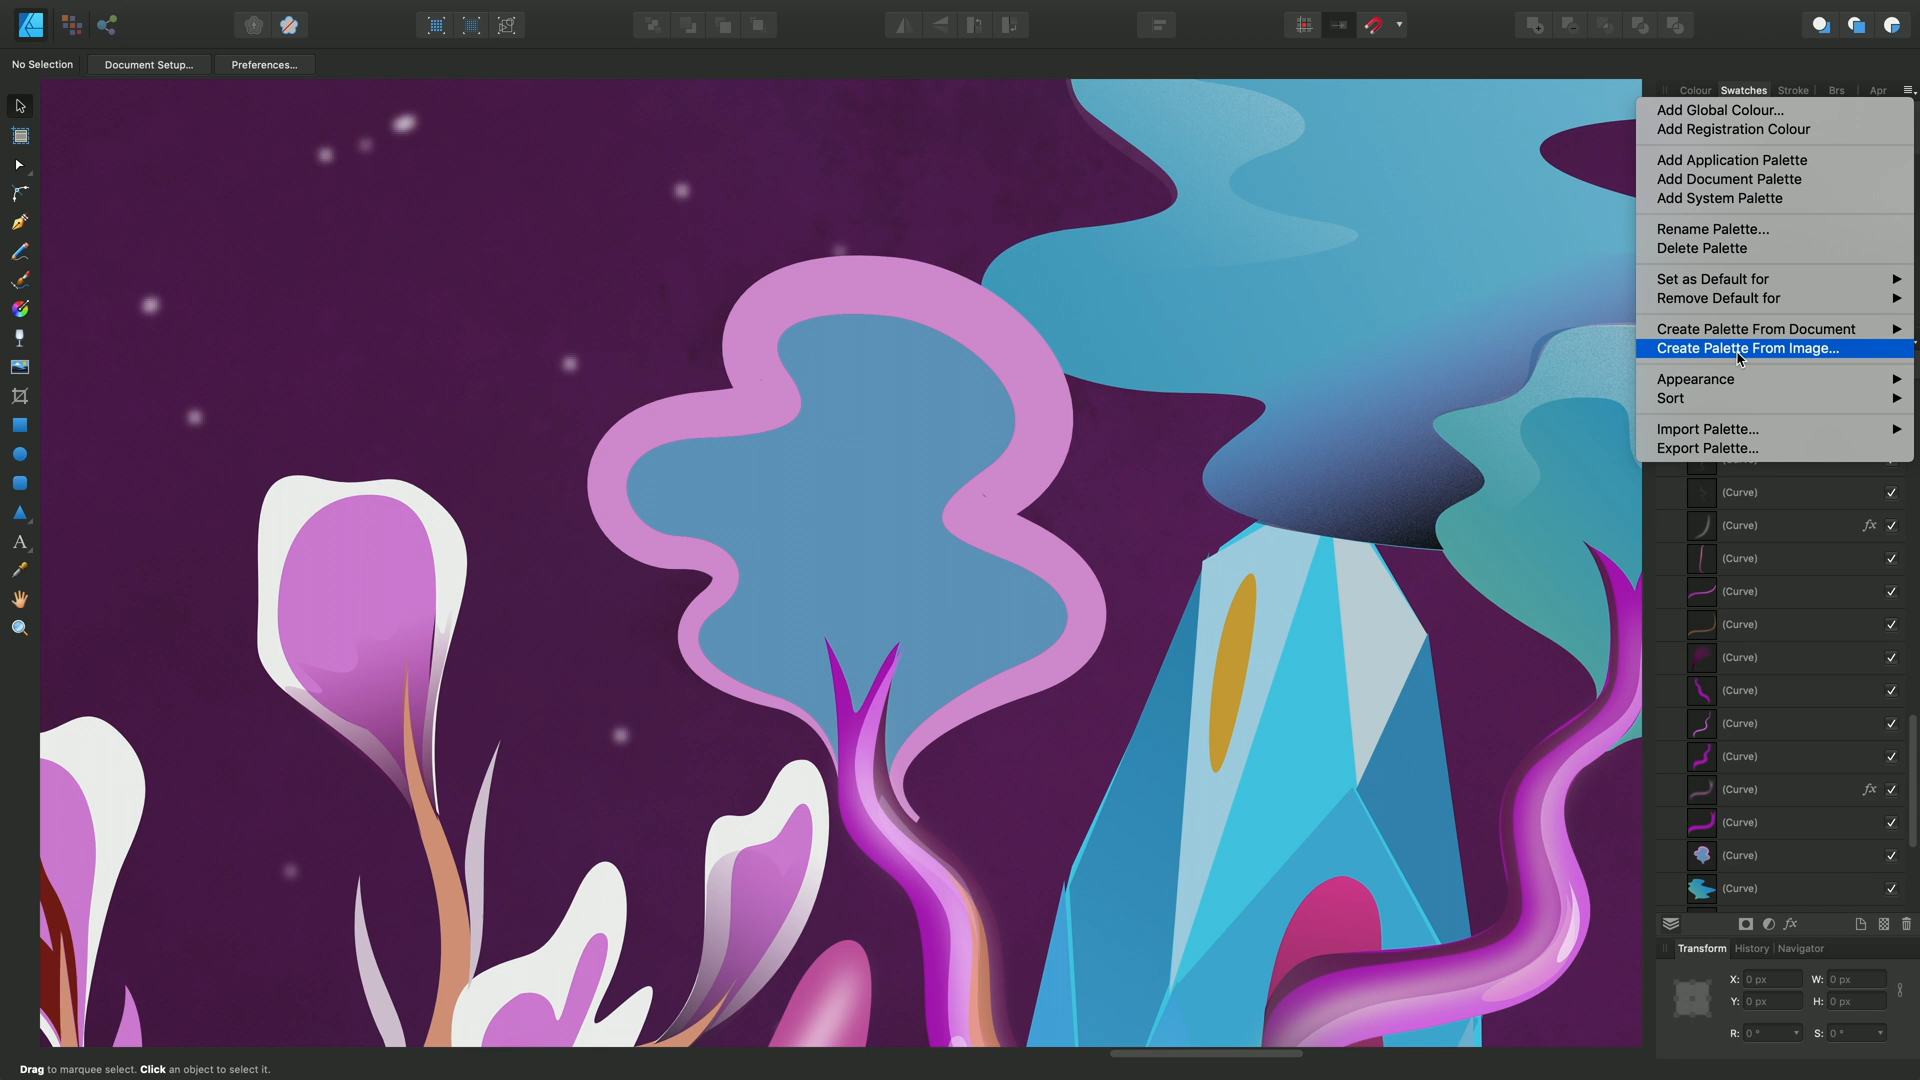 No Selection
Document Setup...
Preferences...
Colour
Swatches
Stroke
Brs
Apr
Add Global Colour...
Add Registration Colour
Add Application Palette
Add Document Palette
Add System Palette
Rename Palette...
Delete Palette
Set as Default for
Remove Default for
Create Palette From Document
Create Palette From Image...
Appearance
Sort
Import Palette...
Export Palette...
(Curve)
(Curve) fx
(Curve)
(Curve)
(Curve)
(Curve)
(Curve)
(Curve)
(Curve)
(Curve) fx
(Curve)
(Curve)
(Curve)
fx
Transform
History
Navigator
X: 0 px W: 0 px
Y: 0 px H: 0 px
R: 0 ° S: 0 °
A
Drag to marquee select. Click an object to select it.